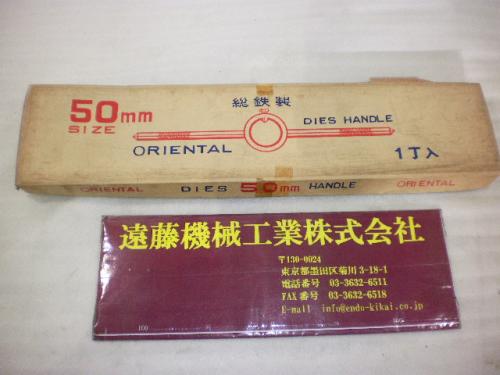 50mm
SIZE
総鉄製
DIES HANDLE
ORIENTAL
1丁入
ORIENTAL
DIES 50mm HANDLE
ORIENTAL
遠藤機械工業株式会社
〒130-0024
東京都墨田区菊川3-18-1
電話番号 03-3632-6511
FAX番号 03-3632-6518
E-mail info@endo-kikai.co.jp
100